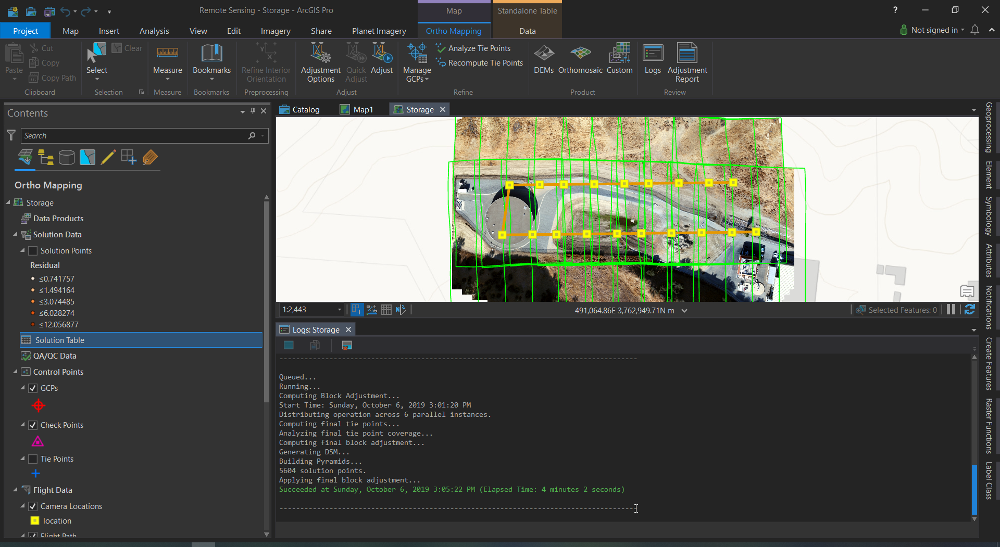 Remote Sensing - Storage - ArcGIS Pro
Map
Standalone Table
?
Project
Map
Insert
Analysis
View
Edit
Imagery
Share
Planet Imagery
Ortho Mapping
Data
Not signed in
Paste
Cut
Copy
Copy Path
Clipboard
Select
Clear
Selection
Measure
Measure
Bookmarks
Bookmarks
Refine Interior
Orientation
Preprocessing
Adjustment
Options
Quick
Adjust
Adjust
Adjust
Manage
GCPs
Analyze Tie Points
Recompute Tie Points
Refine
DEMs
Orthomosaic
Custom
Product
Logs
Adjustment
Report
Review
Contents
Search
Ortho Mapping
Storage
Data Products
Solution Data
Solution Points
Residual
≤0.741757
≤1.494164
≤3.074485
≤6.028274
≤12.056877
Solution Table
QA/QC Data
Control Points
GCPs
Check Points
Tie Points
Flight Data
Camera Locations
location
Flight Path
Catalog
Map1
Storage
1:2,443
491,064.86E 3,762,949.71N m
Selected Features: 0
Logs: Storage
--------------------------------------------------------------------------------------
Queued...
Running...
Computing Block Adjustment...
Start Time: Sunday, October 6, 2019 3:01:20 PM
Distributing operation across 6 parallel instances.
Computing final tie points...
Analyzing final tie point coverage...
Computing final block adjustment...
Generating DSM...
Building Pyramids...
5604 solution points.
Applying final block adjustment...
Succeeded at Sunday, October 6, 2019 3:05:22 PM (Elapsed Time: 4 minutes 2 seconds)
--------------------------------------------------------------------------------------
Geoprocessing
Element
Symbology
Attributes
Notifications
Create Features
Raster Functions
Label Class